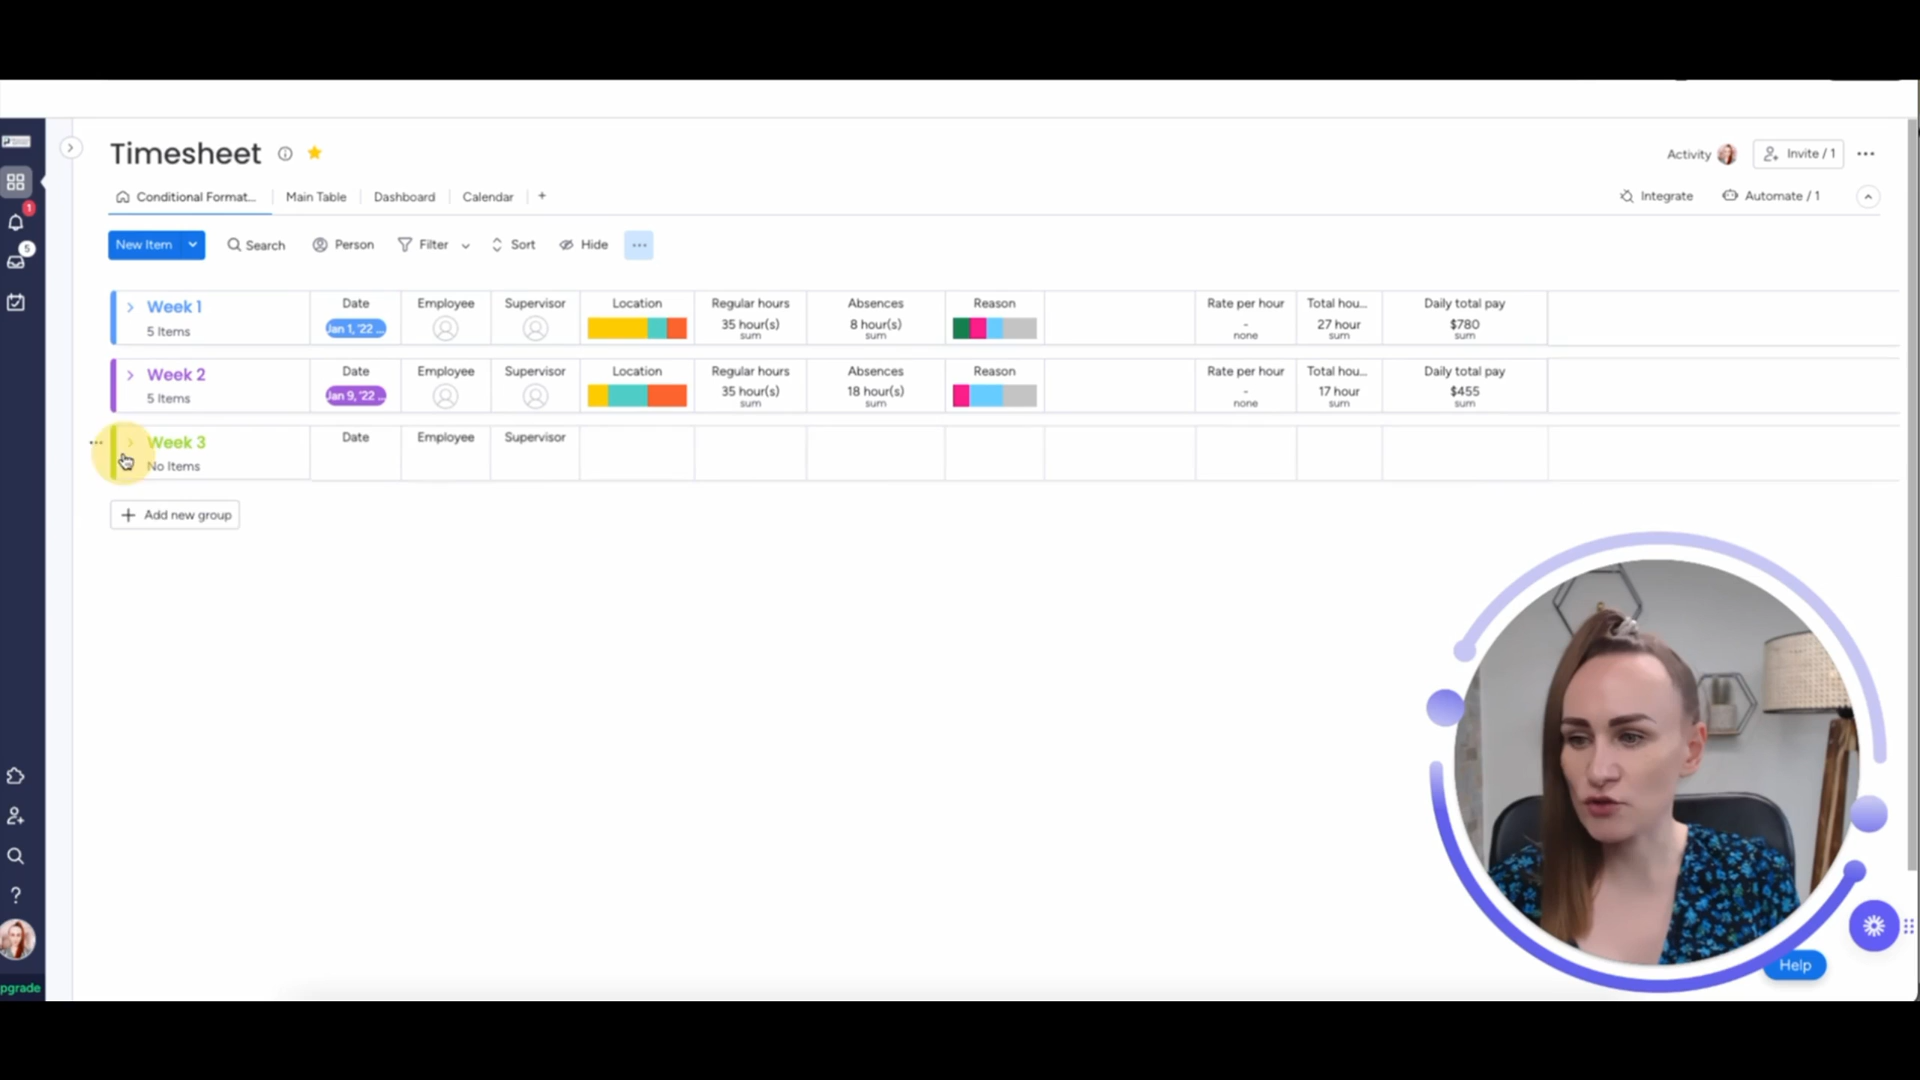 Timesheet
Activity
Invite / 1
Conditional Format...
Main Table
Dashboard
Calendar
+
Integrate
Automate / 1
1
5
New Item
Search
Person
Filter
Sort
Hide
Week 1
5 Items
Date
Jan 1, '22 ...
Employee
Supervisor
Location
Regular hours
35 hour(s)
sum
Absences
8 hour(s)
sum
Reason
Rate per hour
-
none
Total hou...
27 hour
sum
Daily total pay
$780
sum
Week 2
5 Items
Date
Jan 9, '22 ...
Employee
Supervisor
Location
Regular hours
35 hour(s)
sum
Absences
18 hour(s)
sum
Reason
Rate per hour
-
none
Total hou...
17 hour
sum
Daily total pay
$455
sum
Week 3
No Items
Date
Employee
Supervisor
+ Add new group
?
pgrade
Help